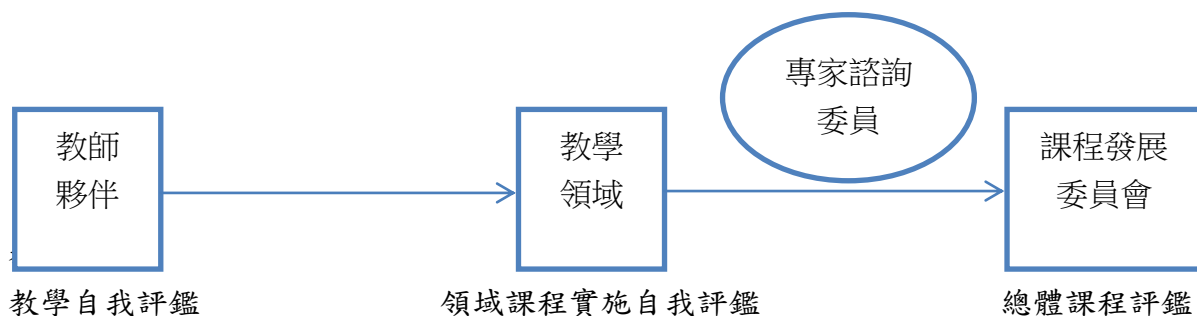 專家諮詢
委員
教師
夥伴
教學
領域
課程發展
委員會
教學自我評鑑
領域課程實施自我評鑑
總體課程評鑑